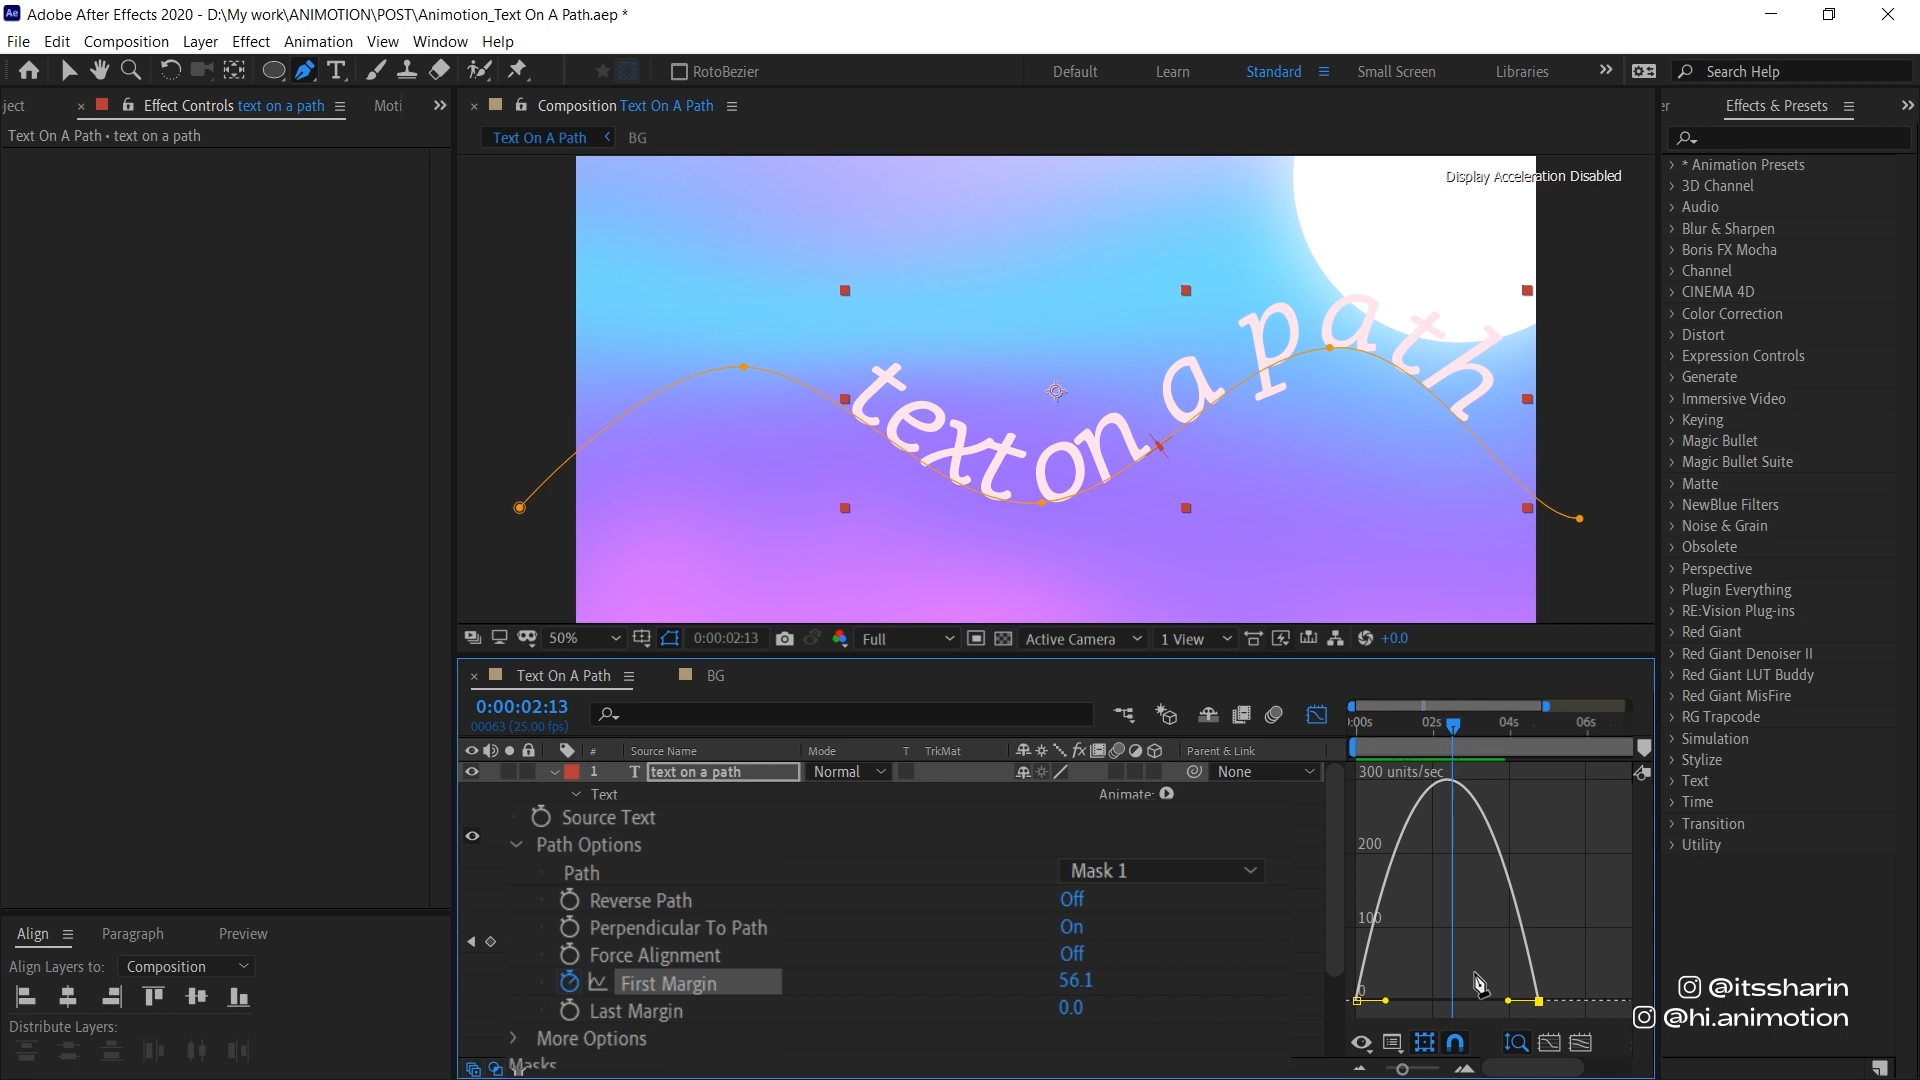 Ae Adobe After Effects 2020 - D:\My work\ANIMOTION\POST\Animotion_Text On A Path.aep *
File Edit Composition Layer Effect Animation View Window Help
RotoBezier Default Learn Standard Small Screen Libraries Search Help
ject Effect Controls text on a path Moti
Composition Text On A Path
er Effects & Presets
Text On A Path • text on a path
Text On A Path BG
Display Acceleration Disabled
text on a path
* Animation Presets
3D Channel
Audio
Blur & Sharpen
Boris FX Mocha
Channel
CINEMA 4D
Color Correction
Distort
Expression Controls
Generate
Immersive Video
Keying
Magic Bullet
Magic Bullet Suite
Matte
NewBlue Filters
Noise & Grain
Obsolete
Perspective
Plugin Everything
RE:Vision Plug-ins
Red Giant
Red Giant Denoiser II
Red Giant LUT Buddy
Red Giant MisFire
RG Trapcode
Simulation
Stylize
Text
Time
Transition
Utility
50% 0:00:02:13 Full Active Camera 1 View +0.0
Text On A Path BG
0:00:02:13
00063 (25.00 fps)
:00s 02s 04s 06s
# Source Name Mode T TrkMat fx Parent & Link
1 T text on a path Normal None
Text Animate:
Source Text
Path Options
Path Mask 1
Reverse Path Off
Perpendicular To Path On
Force Alignment Off
First Margin 56.1
Last Margin 0.0
More Options
Masks
300 units/sec
200
100
0
Align Paragraph Preview
Align Layers to: Composition
Distribute Layers:
@itssharin
@hi.animotion